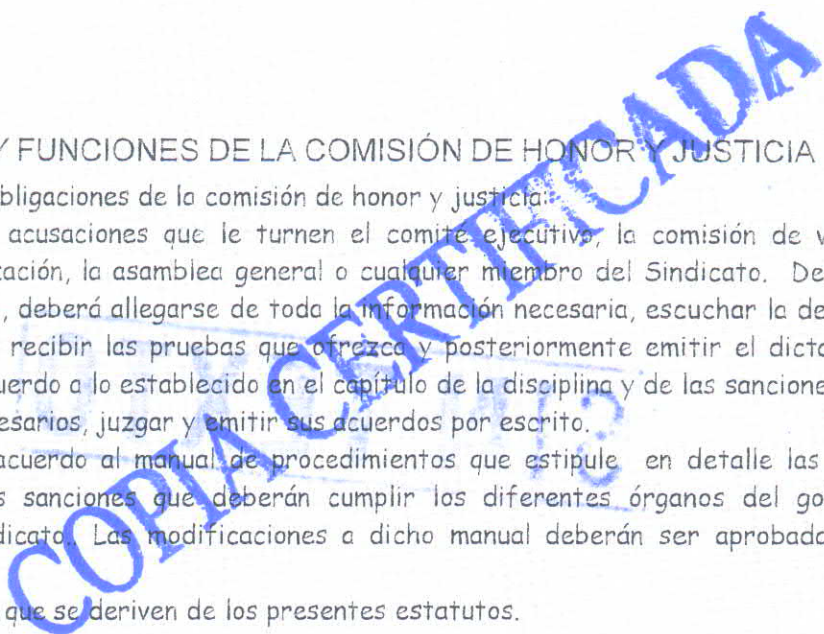 Y FUNCIONES DE LA COMISIÓN DE HONOR Y JUSTICIA
bligaciones de la comisión de honor y justicia:
acusaciones que le turnen el comité ejecutivo, la comisión de v
tación, la asamblea general o cualquier miembro del Sindicato. De
, deberá allegarse de toda la información necesaria, escuchar la de
recibir las pruebas que ofrezca y posteriormente emitir el dicta
uerdo a lo establecido en el capítulo de la disciplina y de las sancione
esarios, juzgar y emitir sus acuerdos por escrito.
acuerdo al manual de procedimientos que estipule en detalle las
s sanciones que deberán cumplir los diferentes órganos del go
dicato.. Las modificaciones a dicho manual deberán ser aprobada
que se deriven de los presentes estatutos.
COPIA CERTIFICADA